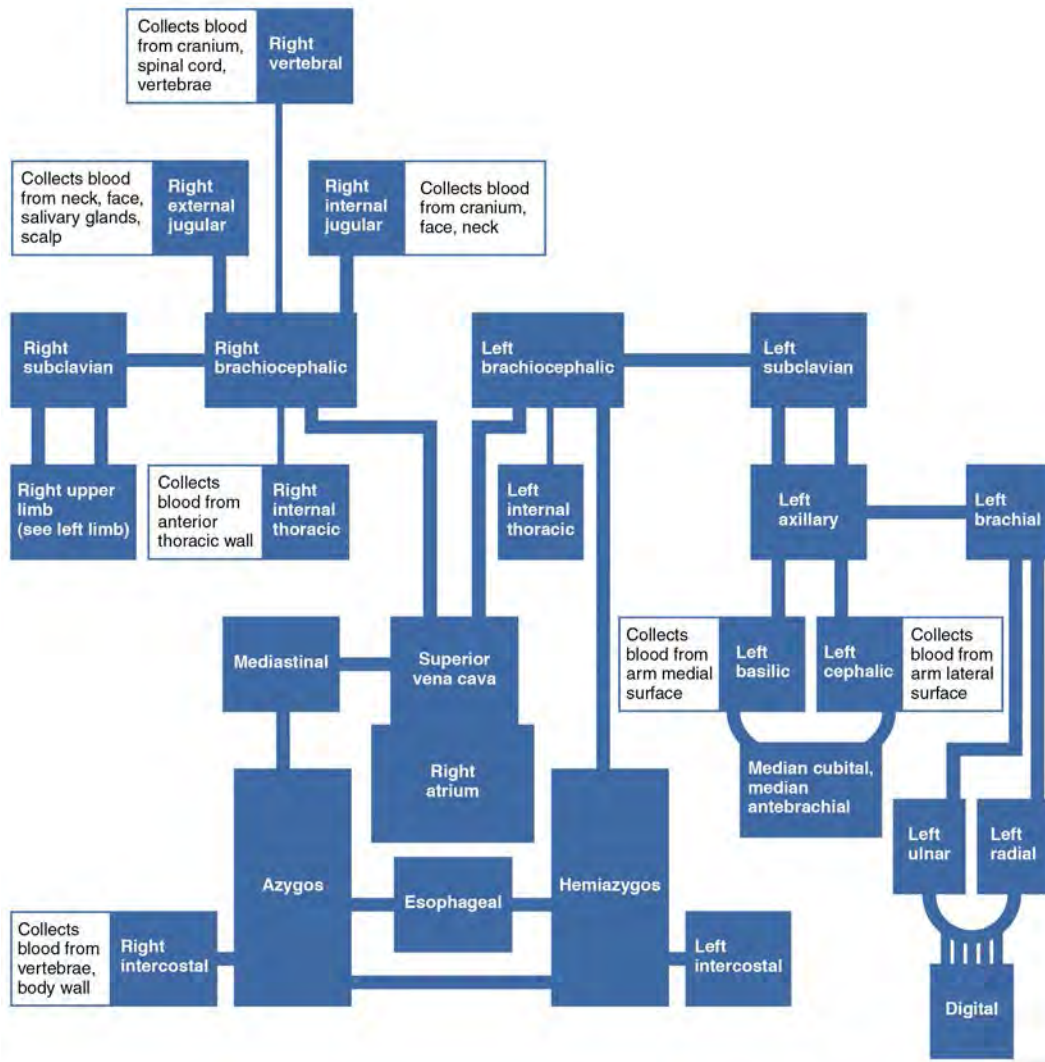 Collects blood
from cranium,
spinal cord,
vertebrae
Right
vertebral
Collects blood
from neck, face,
salivary glands,
scalp
Right
external
jugular
Right
internal
jugular
Collects blood
from cranium,
face, neck
Right
subclavian
Right
brachiocephalic
Left
brachiocephalic
Left
subclavian
Right upper
limb
(see left limb)
Collects
blood from
anterior
thoracic wall
Right
internal
thoracic
Left
internal
thoracic
Left
axillary
Left
brachial
Mediastinal
Superior
vena cava
Collects
blood from
arm medial
surface
Left
basilic
Left
cephalic
Collects
blood from
arm lateral
surface
Right
atrium
Median cubital,
median
antebrachial
Left
ulnar
Left
radial
Azygos
Esophageal
Hemiazygos
Collects
blood from
vertebrae,
body wall
Right
intercostal
Left
intercostal
Digital